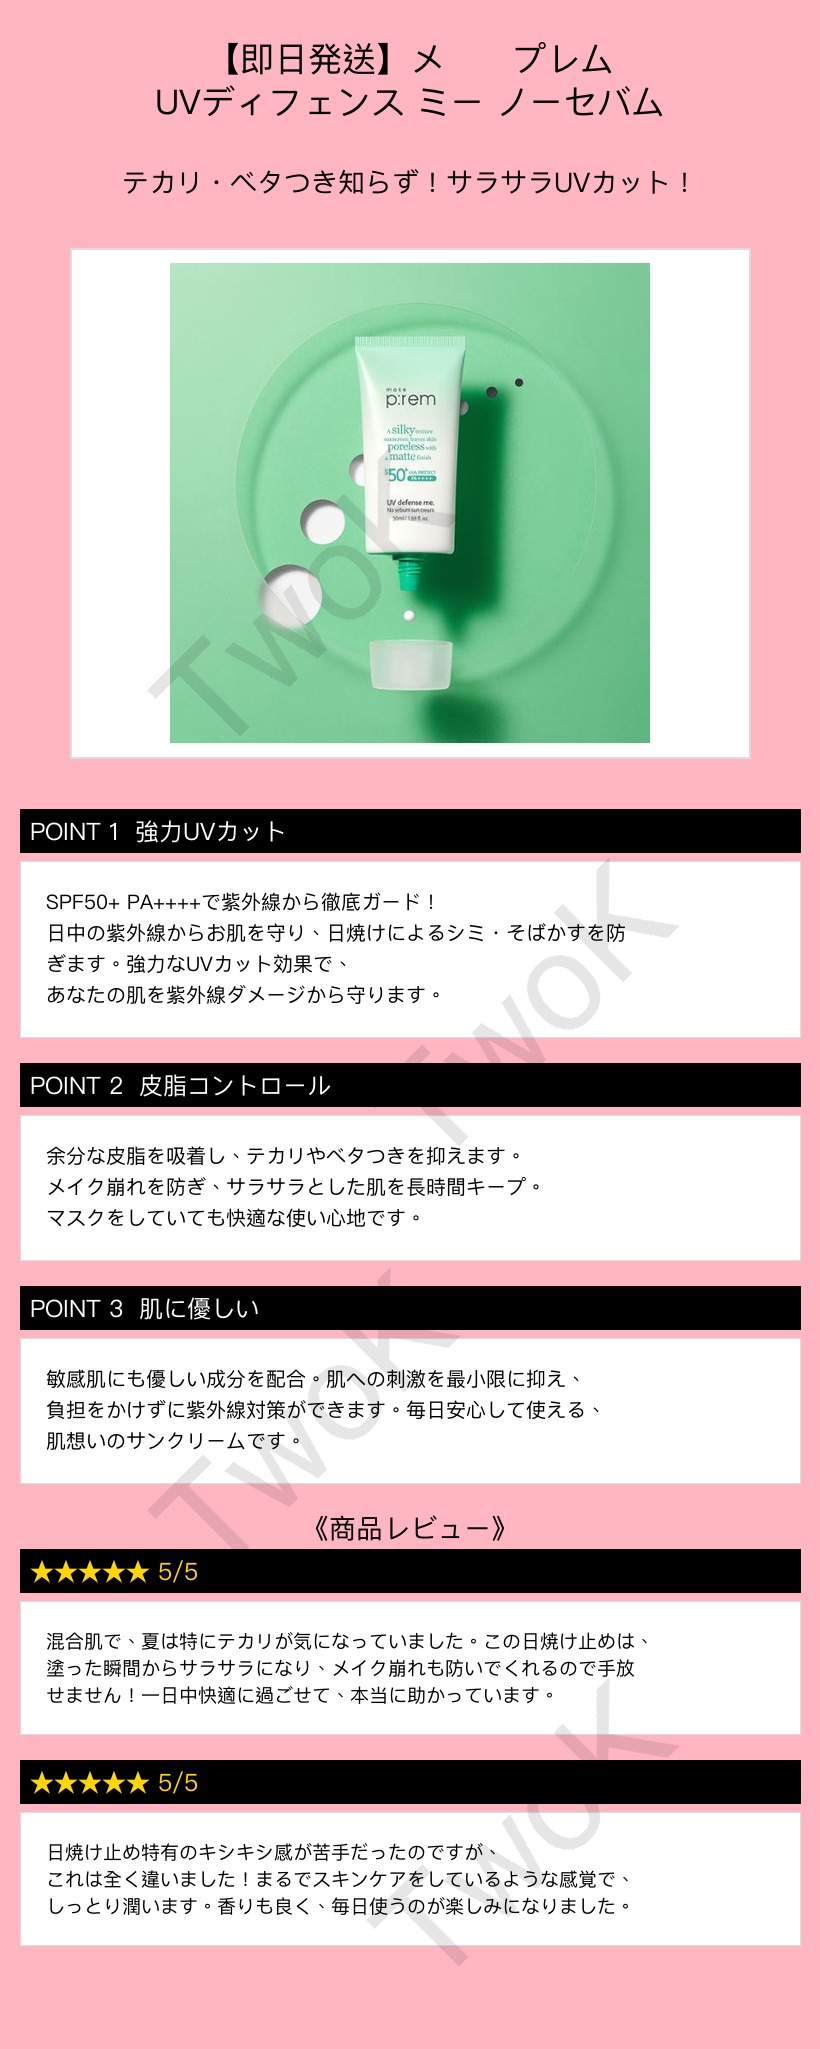 【即日発送】メ　　プレム
UVディフェンス ミー ノーセバム
テカリ・ベタつき知らず！サラサラUVカット！
make
p:rem
A silky texture
sunscreen leaves skin
poreless with
a matte finish
S 50+ UVA PROTECT
PA++++
UV defense me.
No sebum sun cream
50ml / 1.69 fl.oz
TwoK
POINT 1 強力UVカット
SPF50+ PA++++で紫外線から徹底ガード！
日中の紫外線からお肌を守り、日焼けによるシミ・そばかすを防
ぎます。強力なUVカット効果で、
あなたの肌を紫外線ダメージから守ります。
TwoK
POINT 2 皮脂コントロール
余分な皮脂を吸着し、テカリやベタつきを抑えます。
メイク崩れを防ぎ、サラサラとした肌を長時間キープ。
マスクをしていても快適な使い心地です。
POINT 3 肌に優しい
敏感肌にも優しい成分を配合。肌への刺激を最小限に抑え、
負担をかけずに紫外線対策ができます。毎日安心して使える、
肌想いのサンクリームです。
TwoK
《商品レビュー》
★★★★★ 5/5
混合肌で、夏は特にテカリが気になっていました。この日焼け止めは、
塗った瞬間からサラサラになり、メイク崩れも防いでくれるので手放
せません！一日中快適に過ごせて、本当に助かっています。
★★★★★ 5/5
日焼け止め特有のキシキシ感が苦手だったのですが、
これは全く違いました！まるでスキンケアをしているような感覚で、
しっとり潤います。香りも良く、毎日使うのが楽しみになりました。
TwoK